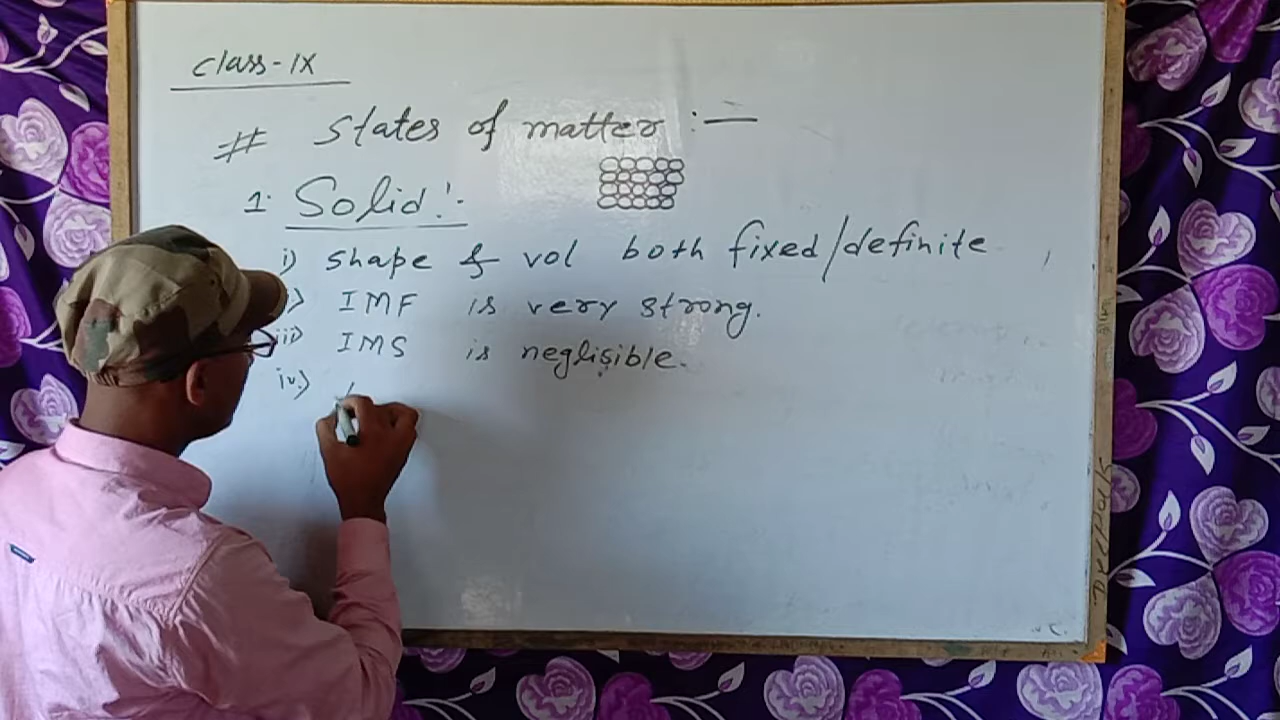 class-IX
# States of matter :—
1. Solid :-
i) shape & vol both fixed/definite
ii) IMF is very strong.
iii) IMS is neglisible.
iv.)